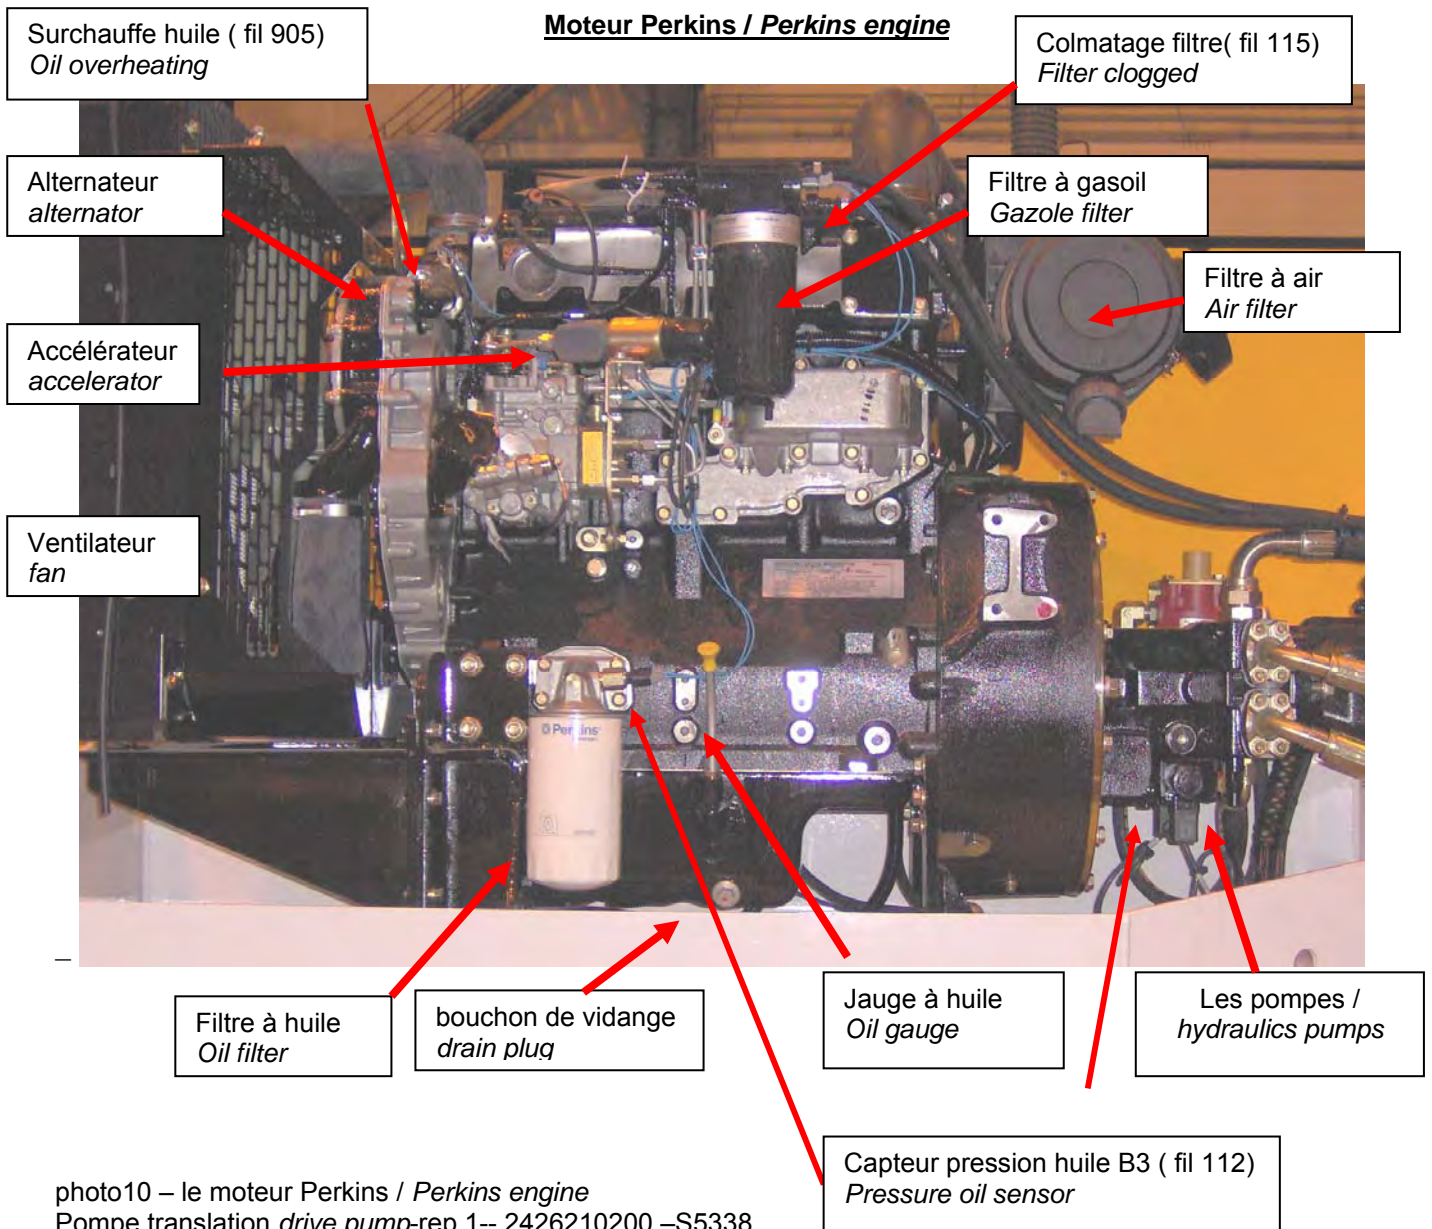 Moteur Perkins / Perkins engine
Surchauffe huile ( fil 905)
Oil overheating
Colmatage filtre( fil 115)
Filter clogged
Alternateur
alternator
Filtre à gasoil
Gazole filter
Filtre à air
Air filter
Accélérateur
accelerator
Ventilateur
fan
Perkins
Filtre à huile
Oil filter
bouchon de vidange
drain plug
Jauge à huile
Oil gauge
Les pompes /
hydraulics pumps
Capteur pression huile B3 ( fil 112)
Pressure oil sensor
photo10 – le moteur Perkins / Perkins engine
Pompe translation drive pump-rep 1-- 2426210200 –S5338